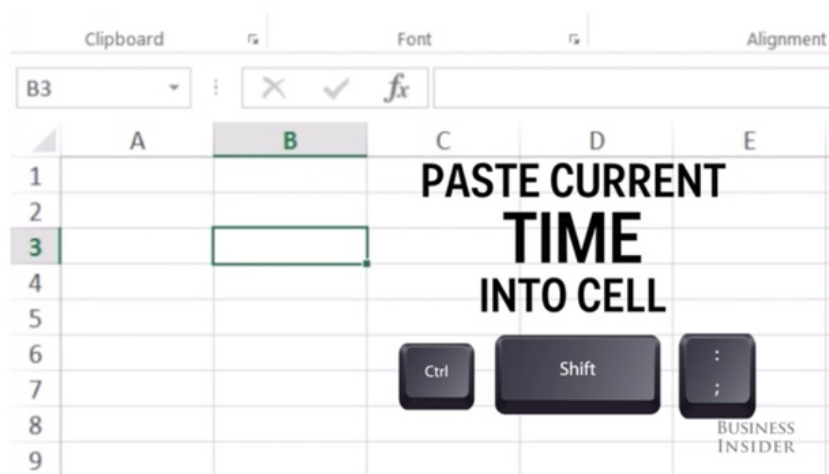 Clipboard Font Alignment
B3 fx
A B C D E
1
2
3
4
5
6
7
8
9
PASTE CURRENT
TIME
INTO CELL
Ctrl Shift :
;
BUSINESS
INSIDER